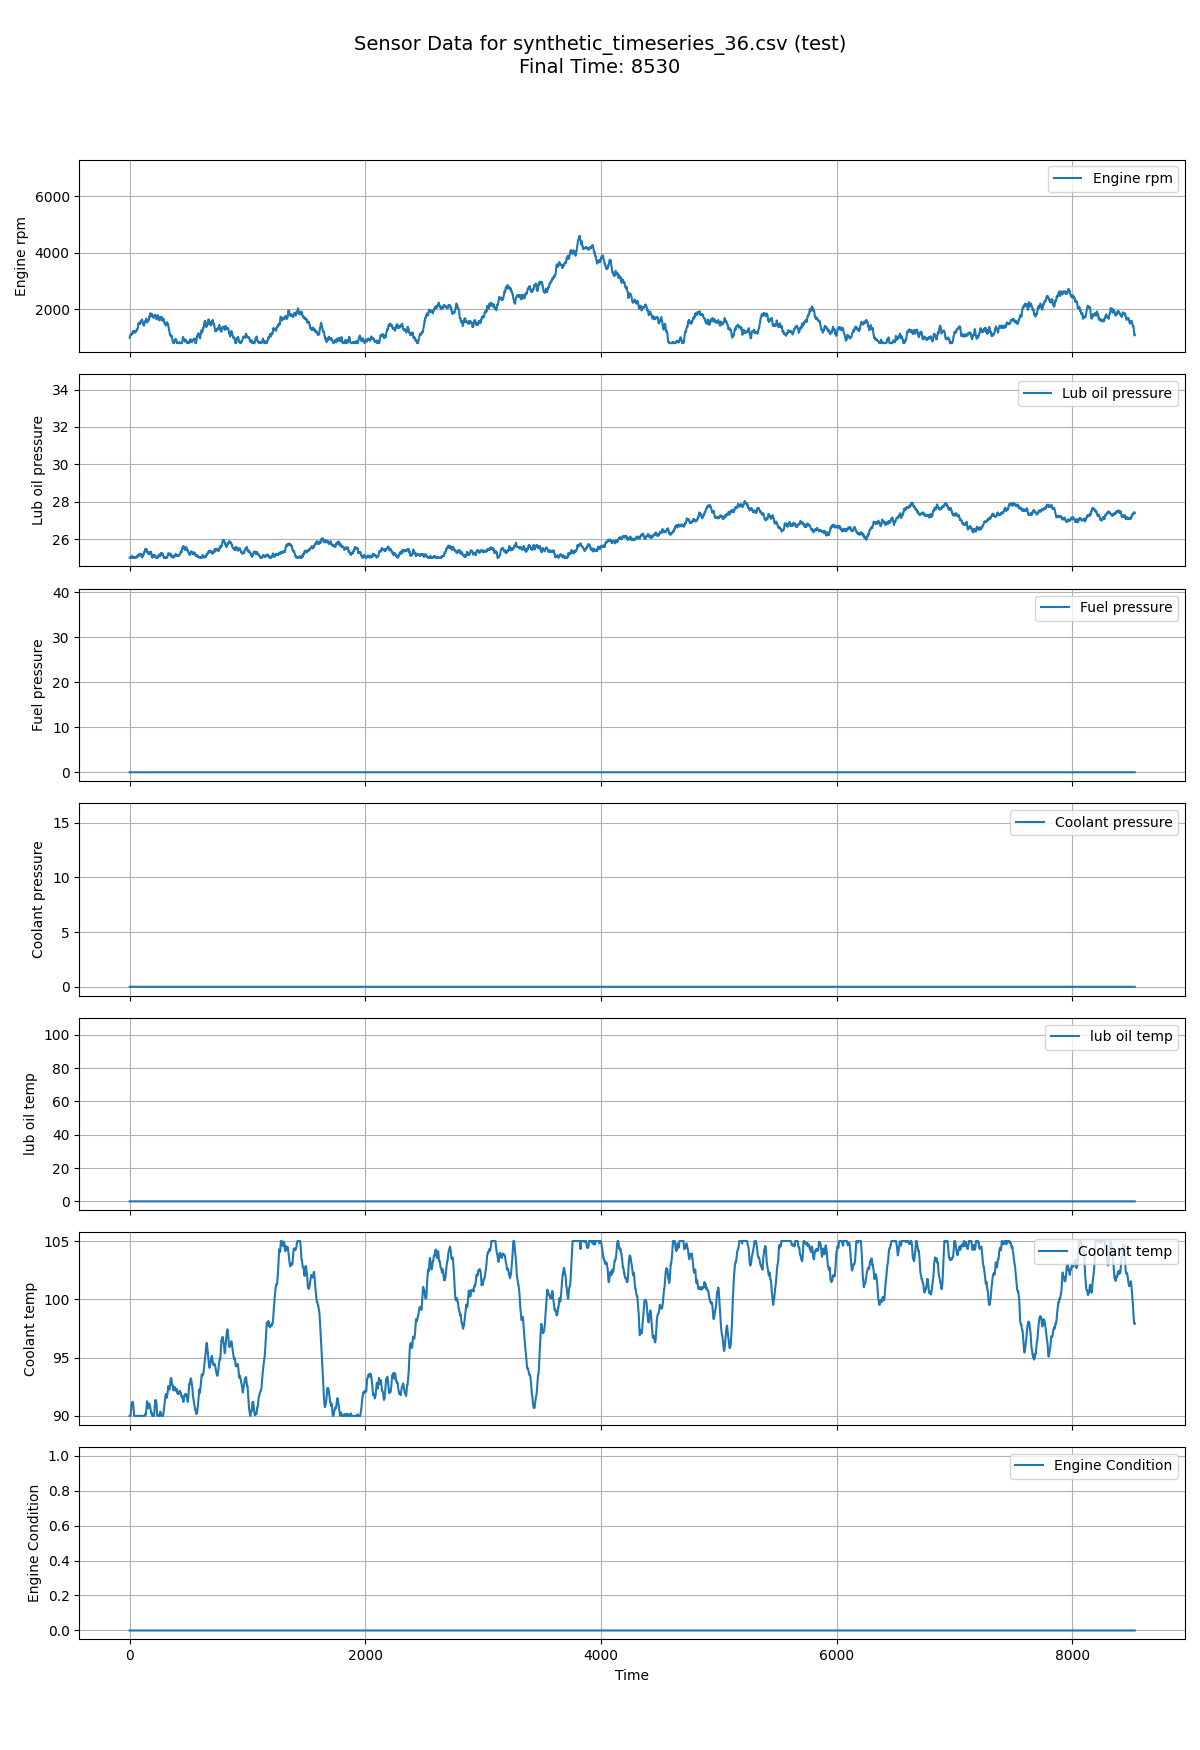 Sensor Data for synthetic_timeseries_36.csv (test)
Final Time: 8530
Engine rpm
6000
4000
2000
Engine rpm
Lub oil pressure
34
32
30
28
26
Lub oil pressure
Fuel pressure
40
30
20
10
0
Fuel pressure
Coolant pressure
15
10
5
0
Coolant pressure
lub oil temp
100
80
60
40
20
0
lub oil temp
Coolant temp
105
100
95
90
Coolant temp
Engine Condition
1.0
0.8
0.6
0.4
0.2
0.0
Engine Condition
0 2000 4000 6000 8000
Time